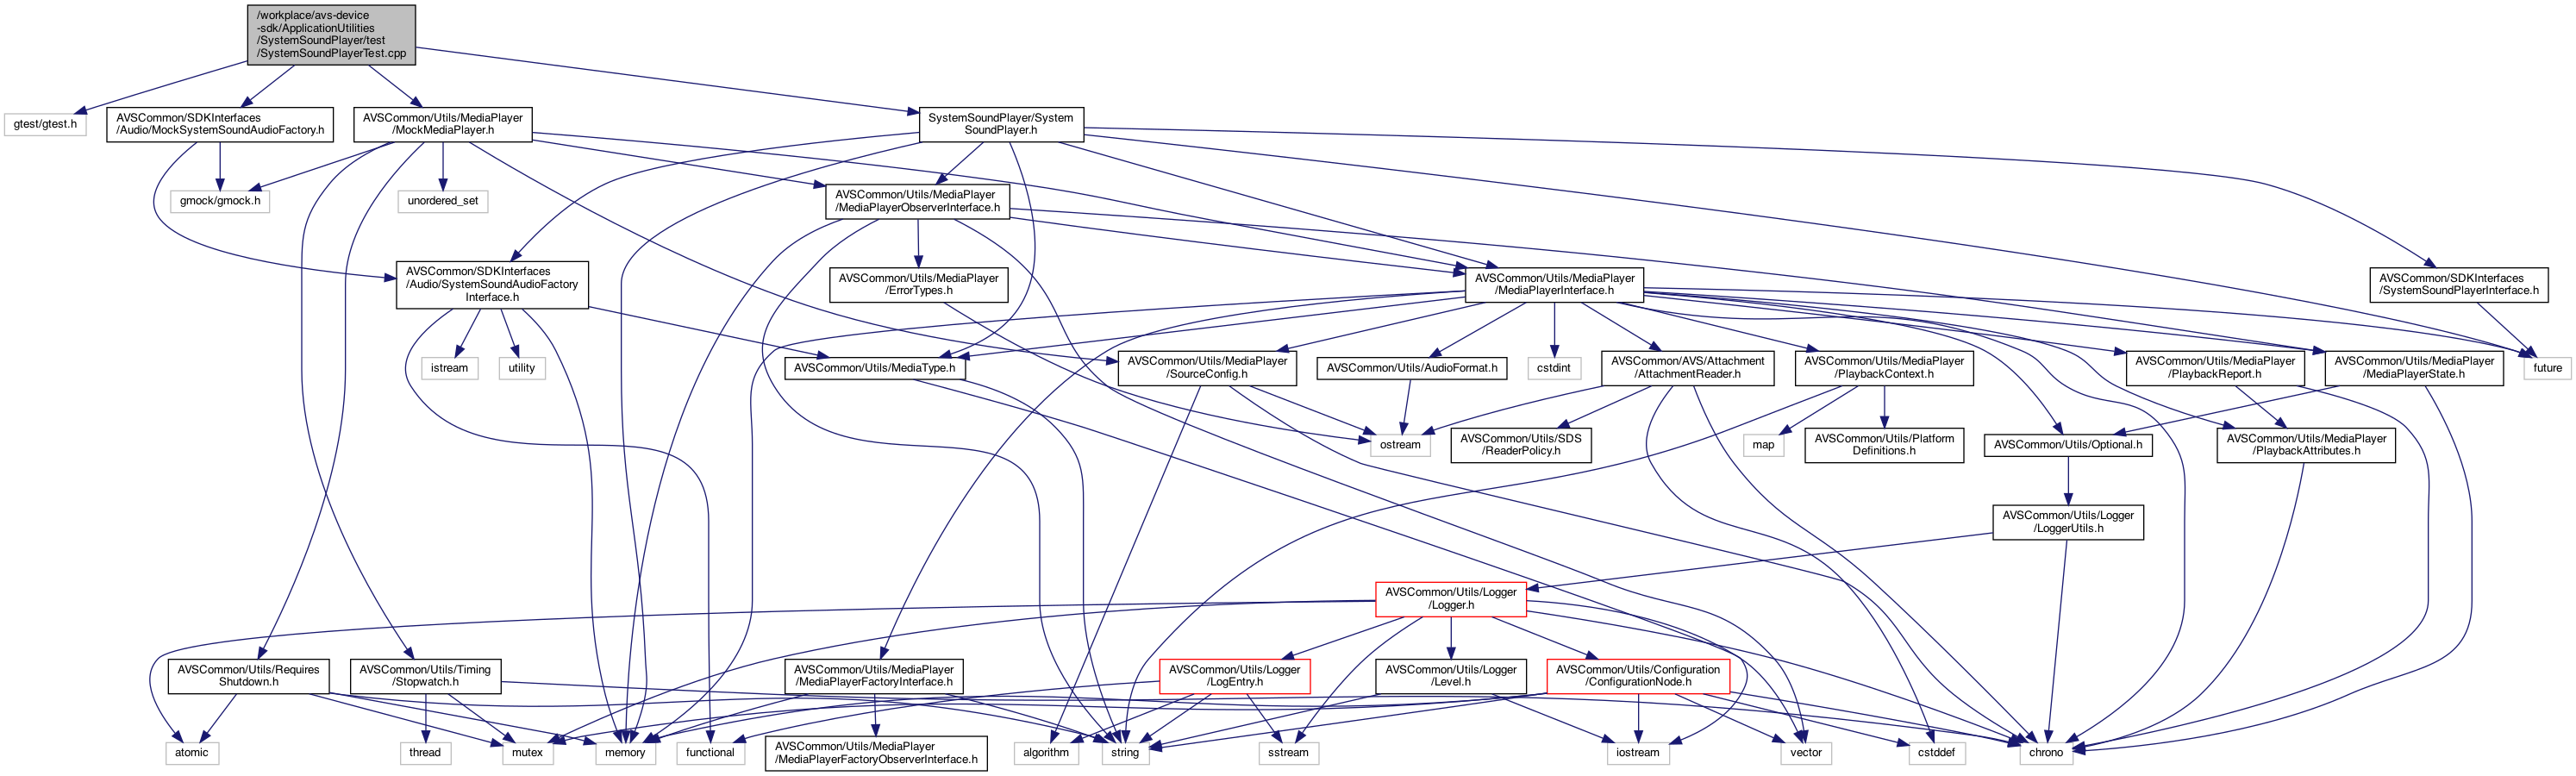 /workplace/avs-device
-sdk/ApplicationUtilities
/SystemSoundPlayer/test
/SystemSoundPlayerTest.cpp
gtest/gtest.h
AVSCommon/SDKInterfaces
/Audio/MockSystemSoundAudioFactory.h
AVSCommon/Utils/MediaPlayer
/MockMediaPlayer.h
SystemSoundPlayer/System
SoundPlayer.h
gmock/gmock.h
unordered_set
AVSCommon/Utils/MediaPlayer
/MediaPlayerObserverInterface.h
AVSCommon/SDKInterfaces
/Audio/SystemSoundAudioFactory
Interface.h
AVSCommon/Utils/MediaPlayer
/ErrorTypes.h
AVSCommon/Utils/MediaPlayer
/MediaPlayerInterface.h
AVSCommon/SDKInterfaces
/SystemSoundPlayerInterface.h
istream
utility
AVSCommon/Utils/MediaType.h
AVSCommon/Utils/MediaPlayer
/SourceConfig.h
AVSCommon/Utils/AudioFormat.h
cstdint
AVSCommon/AVS/Attachment
/AttachmentReader.h
AVSCommon/Utils/MediaPlayer
/PlaybackContext.h
AVSCommon/Utils/MediaPlayer
/PlaybackReport.h
AVSCommon/Utils/MediaPlayer
/MediaPlayerState.h
future
ostream
AVSCommon/Utils/SDS
/ReaderPolicy.h
map
AVSCommon/Utils/Platform
Definitions.h
AVSCommon/Utils/Optional.h
AVSCommon/Utils/MediaPlayer
/PlaybackAttributes.h
AVSCommon/Utils/Logger
/LoggerUtils.h
AVSCommon/Utils/Logger
/Logger.h
AVSCommon/Utils/Requires
Shutdown.h
AVSCommon/Utils/Timing
/Stopwatch.h
AVSCommon/Utils/MediaPlayer
/MediaPlayerFactoryInterface.h
AVSCommon/Utils/Logger
/LogEntry.h
AVSCommon/Utils/Logger
/Level.h
AVSCommon/Utils/Configuration
/ConfigurationNode.h
atomic
thread
mutex
memory
functional
AVSCommon/Utils/MediaPlayer
/MediaPlayerFactoryObserverInterface.h
algorithm
string
sstream
iostream
vector
cstddef
chrono